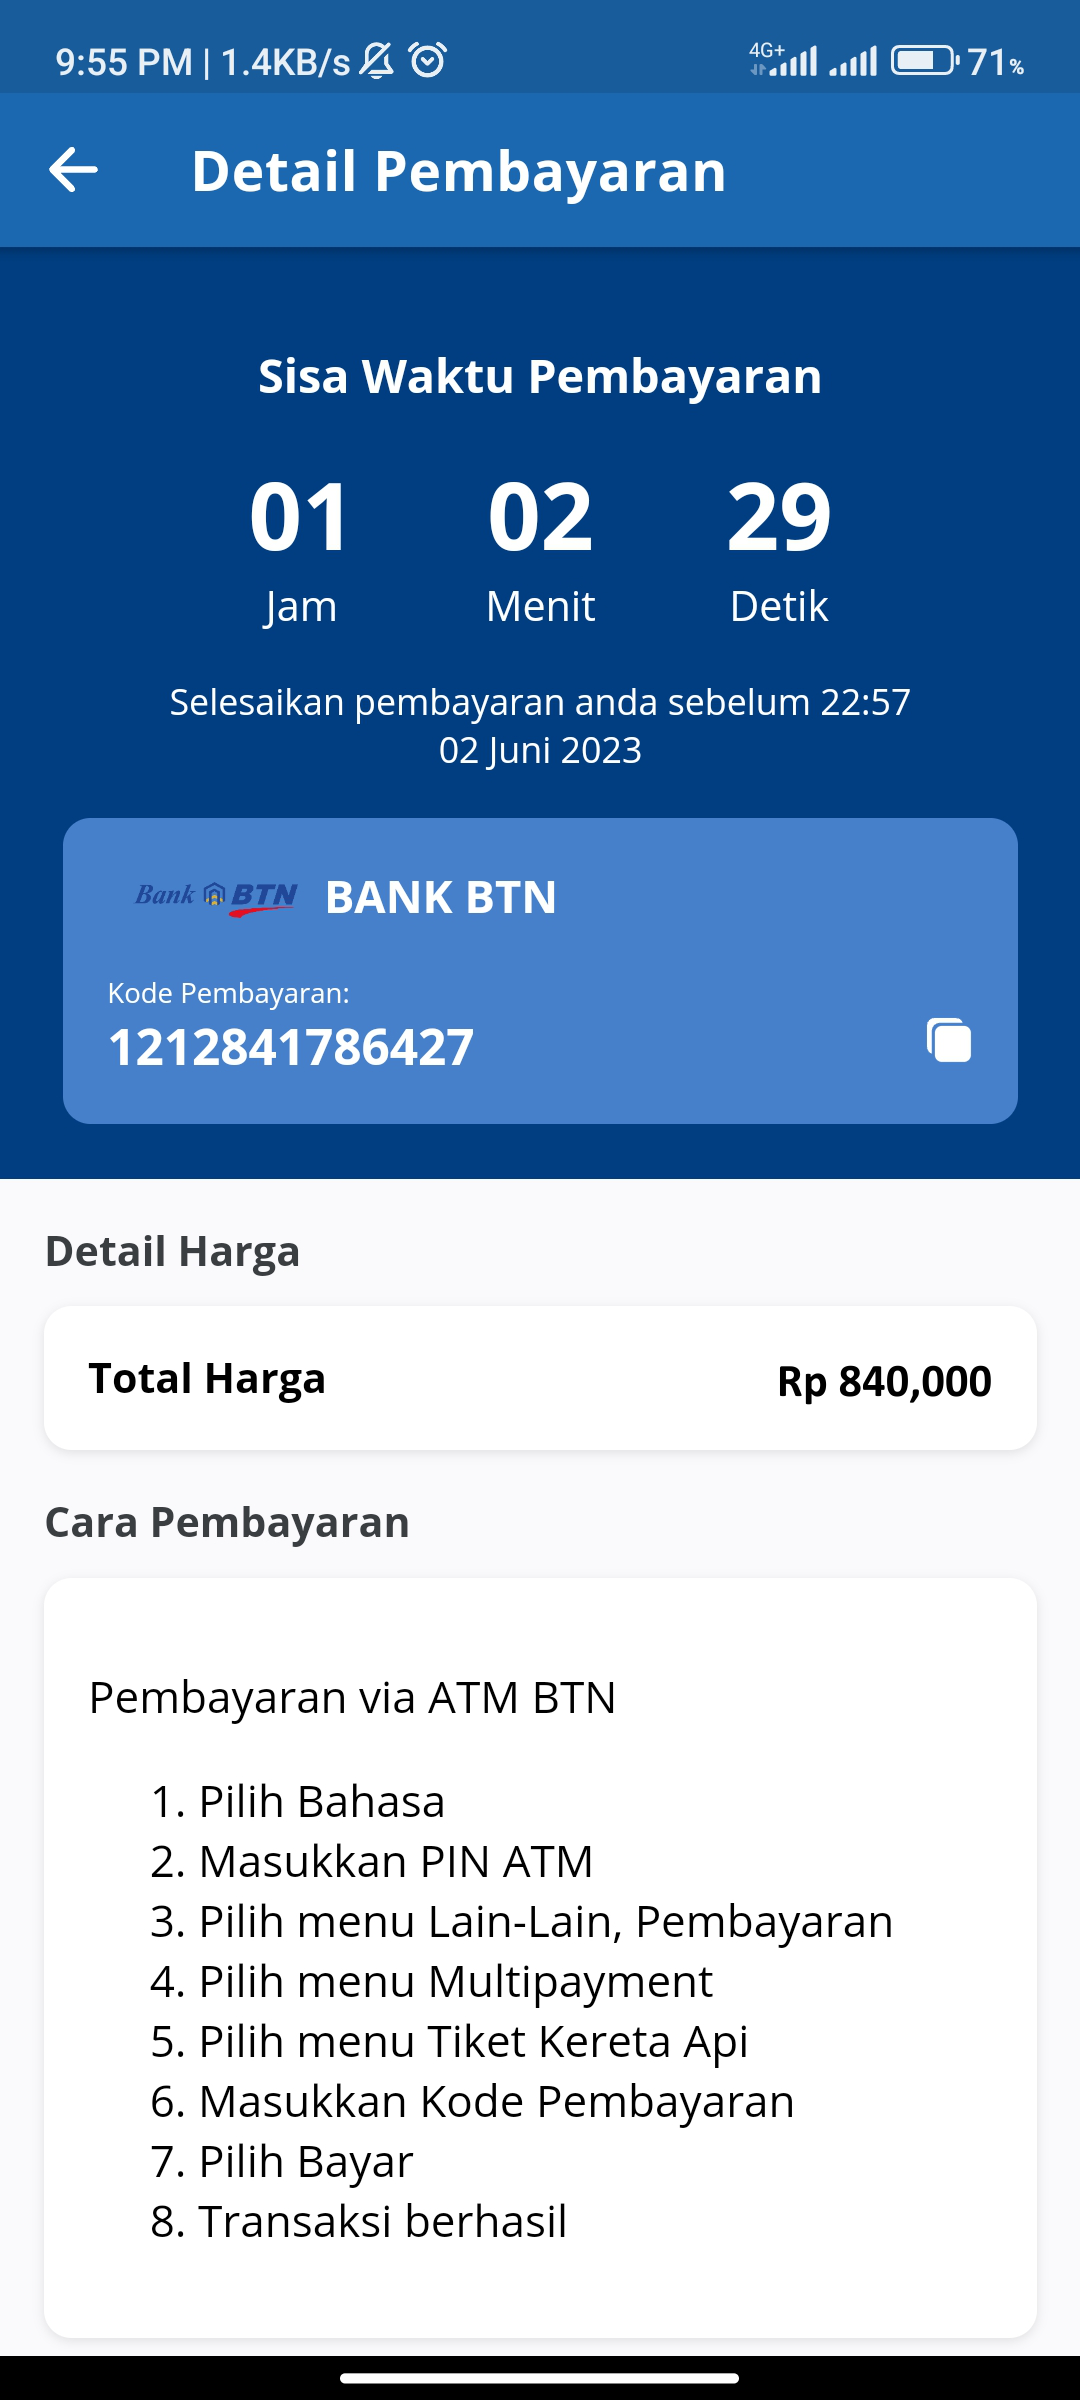 9:55 PM | 1.4KB/s 4G+ 71%
Detail Pembayaran
Sisa Waktu Pembayaran
01 02 29
Jam Menit Detik
Selesaikan pembayaran anda sebelum 22:57
02 Juni 2023
Bank BTN BANK BTN
Kode Pembayaran:
1212841786427
Detail Harga
Total Harga Rp 840,000
Cara Pembayaran
Pembayaran via ATM BTN
1. Pilih Bahasa
2. Masukkan PIN ATM
3. Pilih menu Lain-Lain, Pembayaran
4. Pilih menu Multipayment
5. Pilih menu Tiket Kereta Api
6. Masukkan Kode Pembayaran
7. Pilih Bayar
8. Transaksi berhasil